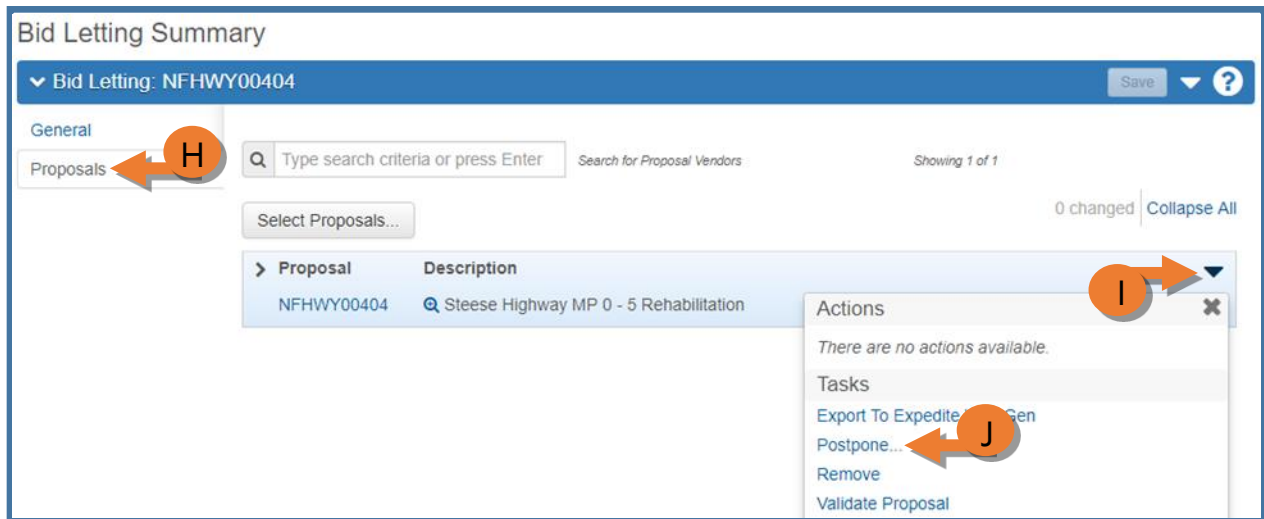 Bid Letting Summary
Bid Letting: NFHWY00404
Save
?
General
Proposals
H
Type search criteria or press Enter
Search for Proposal Vendors
Showing 1 of 1
Select Proposals...
0 changed
Collapse All
Proposal Description
NFHWY00404 Steese Highway MP 0 - 5 Rehabilitation
I
Actions
There are no actions available.
Tasks
Export To Expedite Gen
Postpone...
J
Remove
Validate Proposal